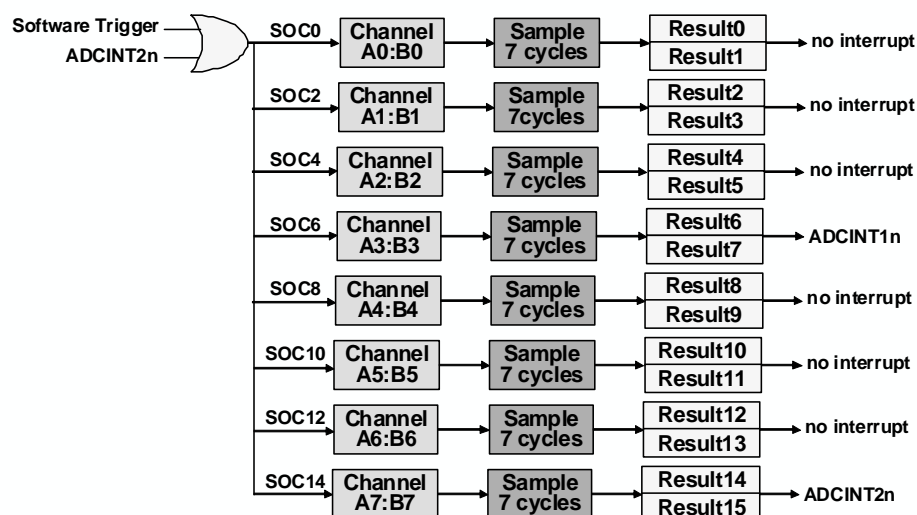 Software Trigger
ADCINT2n
SOC0
Channel
A0:B0
Sample
7 cycles
Result0
Result1
no interrupt
SOC2
Channel
A1:B1
Sample
7cycles
Result2
Result3
no interrupt
SOC4
Channel
A2:B2
Sample
7 cycles
Result4
Result5
no interrupt
SOC6
Channel
A3:B3
Sample
7 cycles
Result6
Result7
ADCINT1n
SOC8
Channel
A4:B4
Sample
7 cycles
Result8
Result9
no interrupt
SOC10
Channel
A5:B5
Sample
7 cycles
Result10
Result11
no interrupt
SOC12
Channel
A6:B6
Sample
7 cycles
Result12
Result13
no interrupt
SOC14
Channel
A7:B7
Sample
7 cycles
Result14
Result15
ADCINT2n